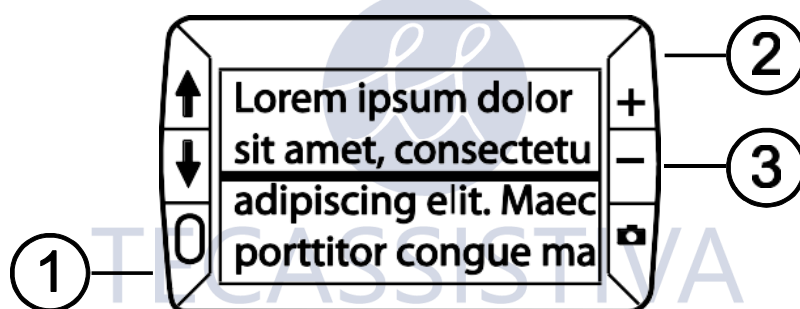 Lorem ipsum dolor
sit amet, consectetu
adipiscing elit. Maec
porttitor congue ma
+
−
1
2
3
TECASSISTIVA